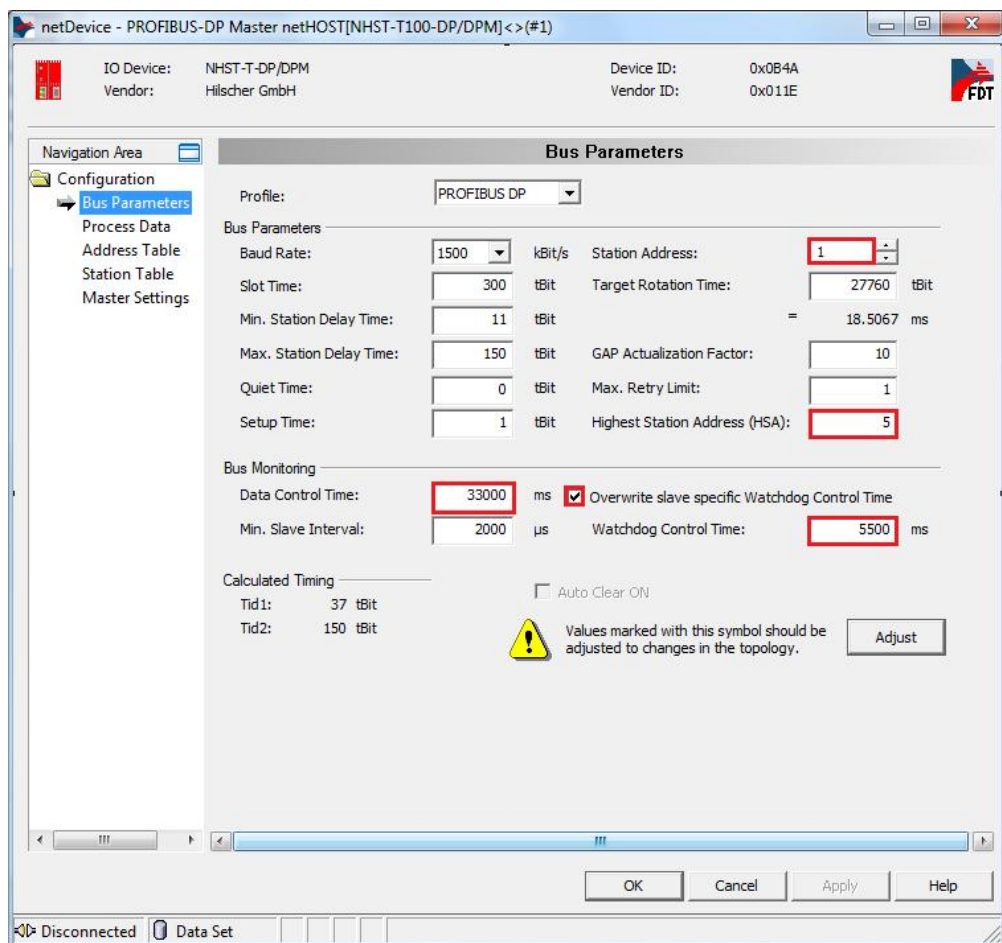 netDevice - PROFIBUS-DP Master netHOST[NHST-T100-DP/DPM]<>(#1)
IO Device: NHST-T-DP/DPM Device ID: 0x0B4A
Vendor: Hilscher GmbH Vendor ID: 0x011E
FDT
Navigation Area
Configuration
Bus Parameters
Process Data
Address Table
Station Table
Master Settings
Bus Parameters
Profile: PROFIBUS DP
Bus Parameters
Baud Rate: 1500 kBit/s Station Address: 1
Slot Time: 300 tBit Target Rotation Time: 27760 tBit
Min. Station Delay Time: 11 tBit = 18.5067 ms
Max. Station Delay Time: 150 tBit GAP Actualization Factor: 10
Quiet Time: 0 tBit Max. Retry Limit: 1
Setup Time: 1 tBit Highest Station Address (HSA): 5
Bus Monitoring
Data Control Time: 33000 ms Overwrite slave specific Watchdog Control Time
Min. Slave Interval: 2000 µs Watchdog Control Time: 5500 ms
Calculated Timing
Auto Clear ON
Tid1: 37 tBit
Tid2: 150 tBit
Values marked with this symbol should be
adjusted to changes in the topology.
Adjust
OK Cancel Apply Help
Disconnected Data Set